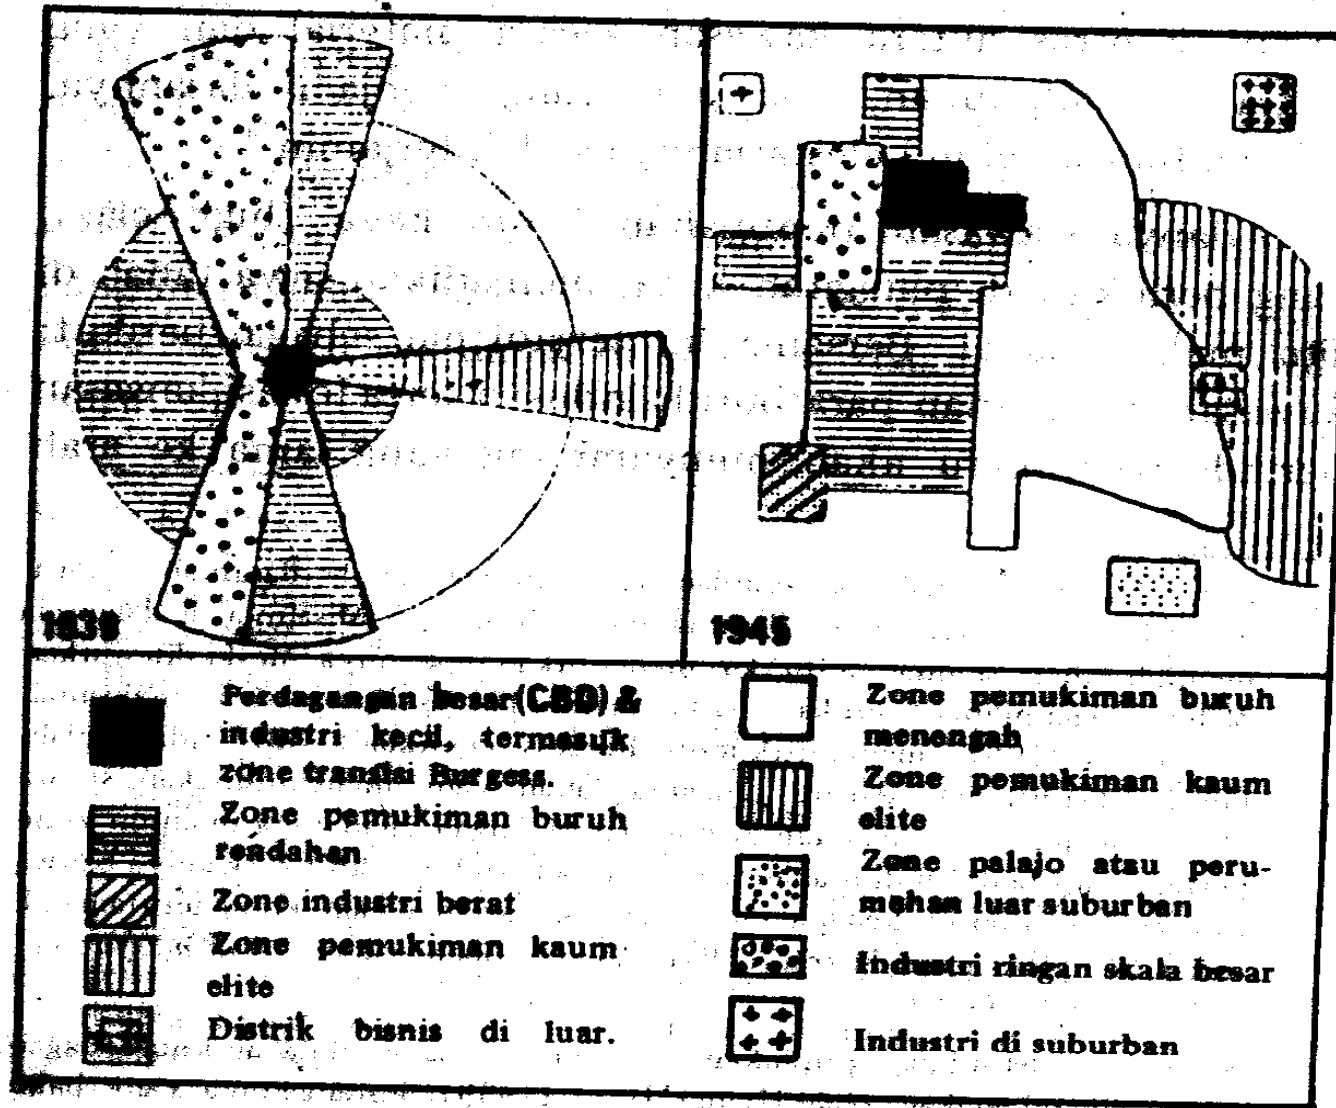 1939
1945
Perdagangan besar(CBD) &
industri kecil, termasuk
zone transisi Burgess.
Zone pemukiman buruh
rendahan
Zone industri berat
Zone pemukiman kaum
elite
Distrik bisnis di luar.
Zone pemukiman buruh
menengah
Zone pemukiman kaum
elite
Zone palajo atau peru-
mahan luar suburban
Industri ringan skala besar
Industri di suburban